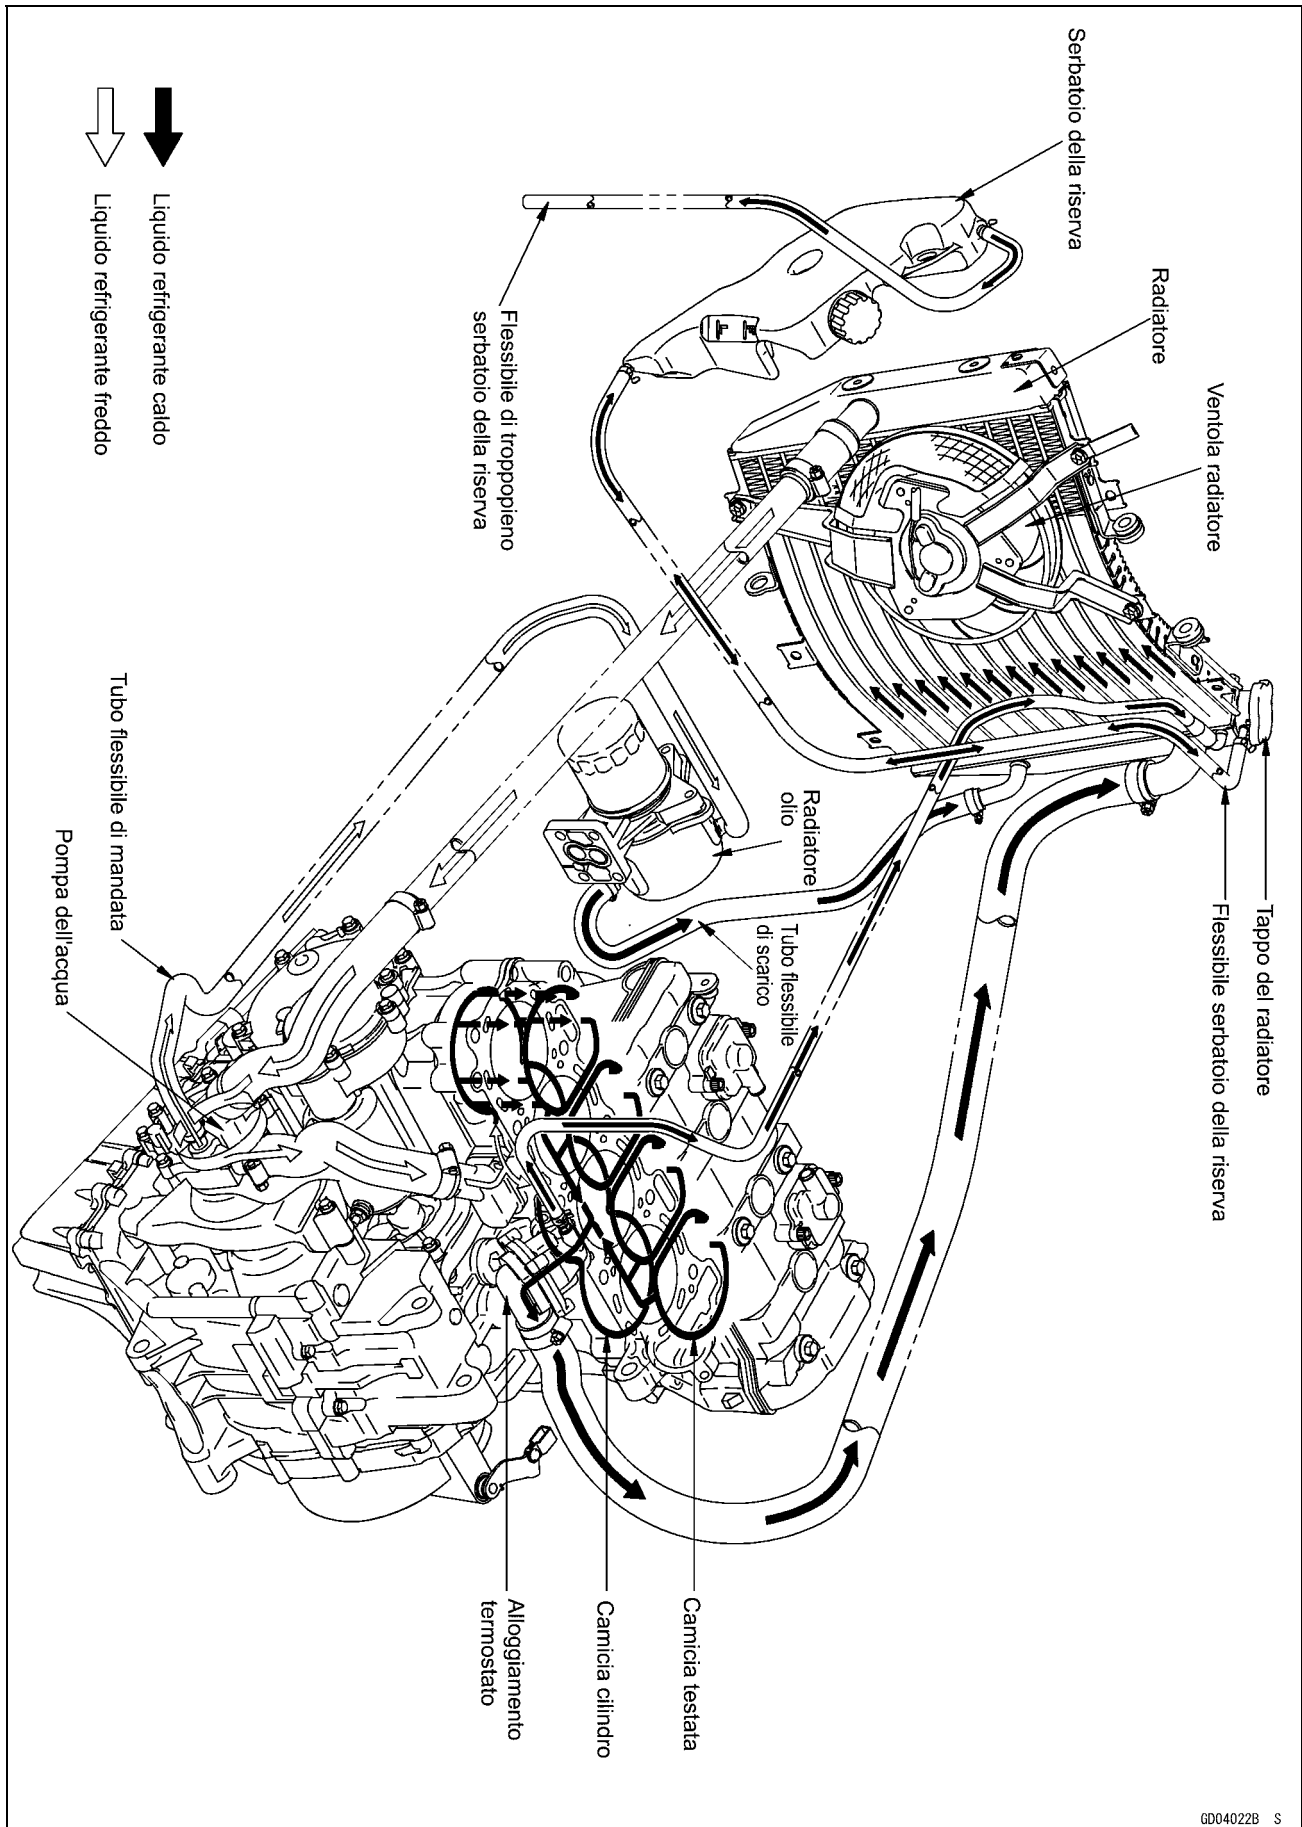 Serbatoio della riserva
Radiatore
Ventola radiatore
Tappo del radiatore
Flessibile serbatoio della riserva
Flessibile di troppopieno
serbatoio della riserva
Radiatore
olio
Tubo flessibile
di scarico
Camicia testata
Camicia cilindro
Alloggiamento
termostato
Tubo flessibile di mandata
Pompa dell'acqua
Liquido refrigerante caldo
Liquido refrigerante freddo
GD04022B S